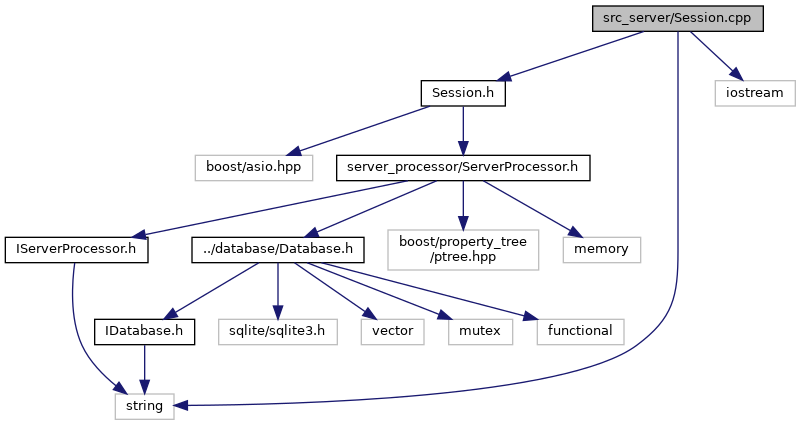 src_server/Session.cpp
Session.h
iostream
boost/asio.hpp
server_processor/ServerProcessor.h
IServerProcessor.h
../database/Database.h
boost/property_tree
/ptree.hpp
memory
IDatabase.h
sqlite/sqlite3.h
vector
mutex
functional
string